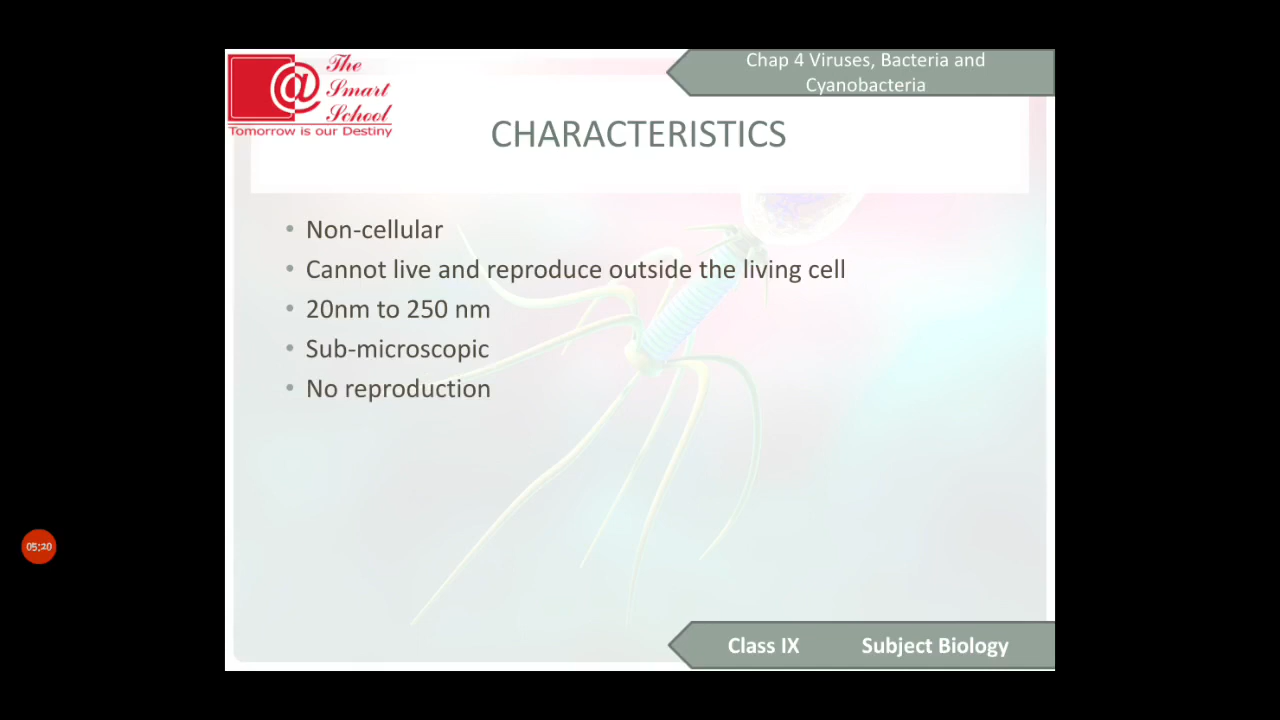 The
Smart
School
Tomorrow is our Destiny
Chap 4 Viruses, Bacteria and
Cyanobacteria
CHARACTERISTICS
• Non-cellular
• Cannot live and reproduce outside the living cell
• 20nm to 250 nm
• Sub-microscopic
• No reproduction
05:20
Class IX Subject Biology